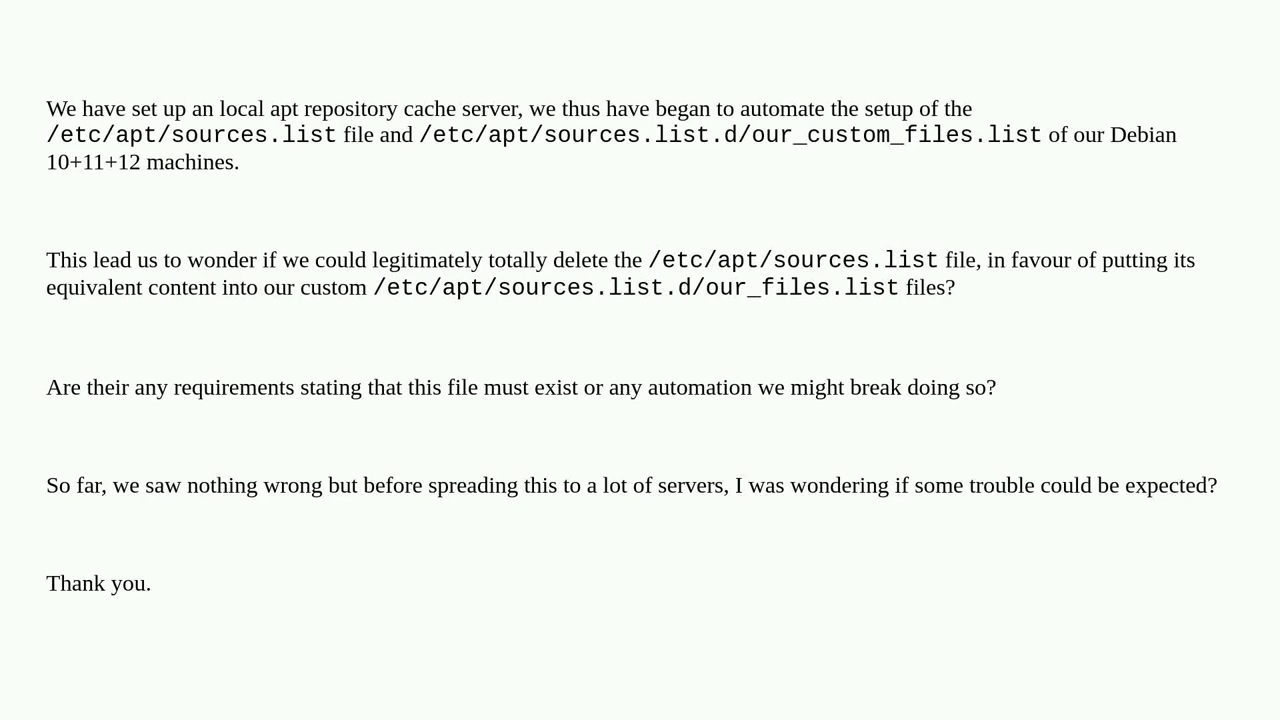 We have set up an local apt repository cache server, we thus have began to automate the setup of the
/etc/apt/sources.list file and /etc/apt/sources.list.d/our_custom_files.list of our Debian
10+11+12 machines.
This lead us to wonder if we could legitimately totally delete the /etc/apt/sources.list file, in favour of putting its
equivalent content into our custom /etc/apt/sources.list.d/our_files.list files?
Are their any requirements stating that this file must exist or any automation we might break doing so?
So far, we saw nothing wrong but before spreading this to a lot of servers, I was wondering if some trouble could be expected?
Thank you.